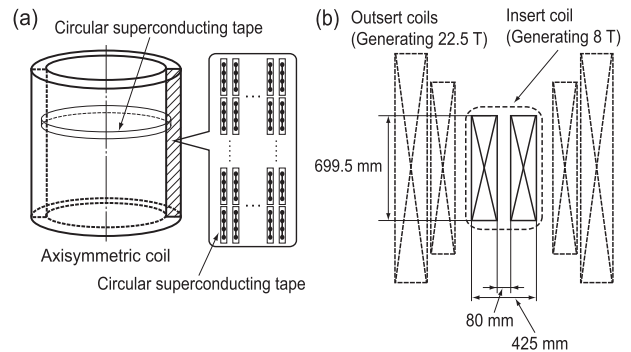 (a)
Circular superconducting tape
Axisymmetric coil
Circular superconducting tape
(b)
Outsert coils
(Generating 22.5 T)
Insert coil
(Generating 8 T)
699.5 mm
80 mm
425 mm